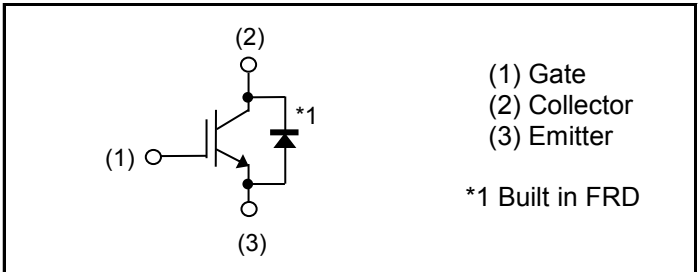 (2)
*1
(1)
(3)
(1) Gate
(2) Collector
(3) Emitter
*1 Built in FRD